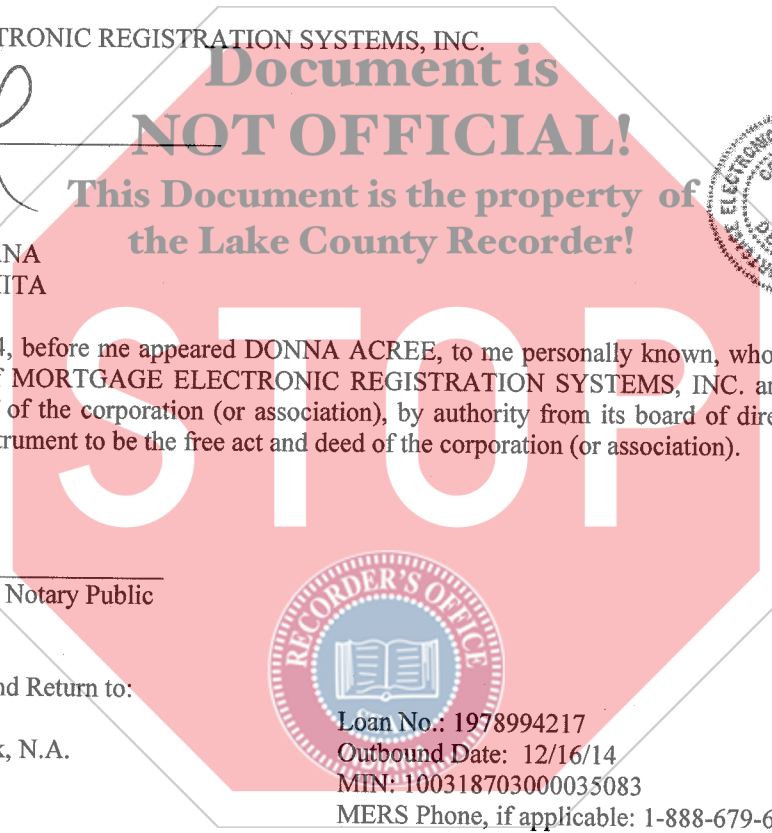 TRONIC REGISTRATION SYSTEMS, INC.
Document is
NOT OFFICIAL!
This Document is the property of
the Lake County Recorder!
ELECTRONIC
ANA
IITA
STOP
4, before me appeared DONNA ACREE, to me personally known, who
f MORTGAGE ELECTRONIC REGISTRATION SYSTEMS, INC. an
of the corporation (or association), by authority from its board of dire
trument to be the free act and deed of the corporation (or association).
Notary Public
RECORDER'S OFFICE
nd Return to:
k, N.A.
Loan No.: 1978994217
Outbound Date: 12/16/14
MIN: 100318703000035083
MERS Phone, if applicable: 1-888-679-6